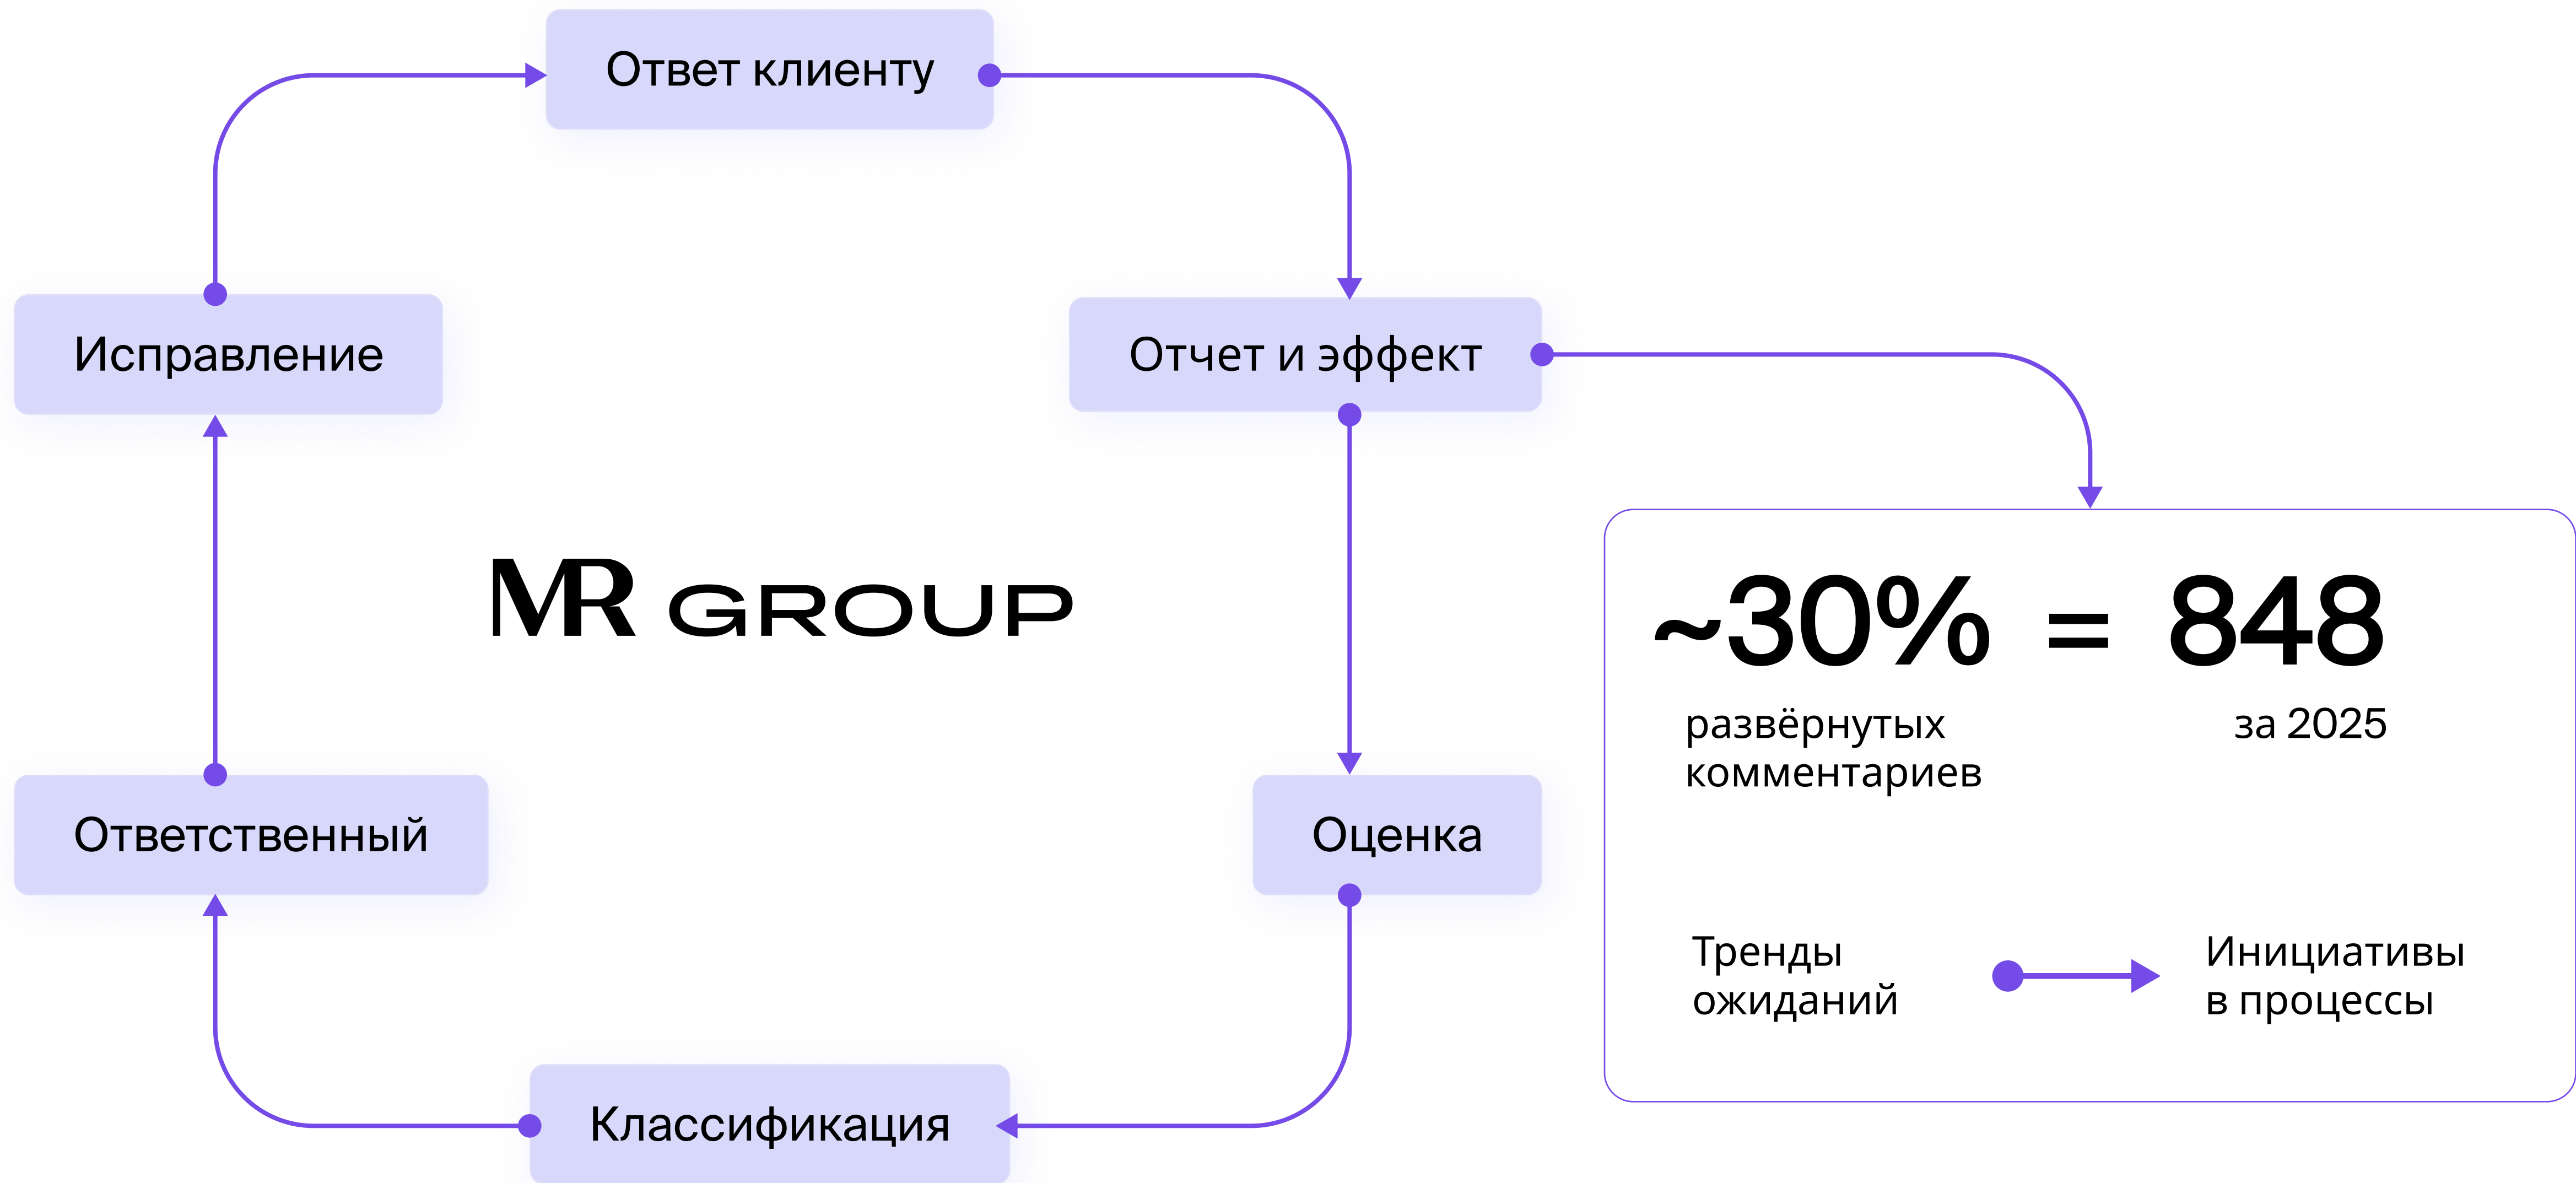 Ответ клиенту
Исправление
Отчет и эффект
MR GROUP
~30% = 848
развёрнутых
комментариев
за 2025
Ответственный
Оценка
Тренды
ожиданий
Инициативы
в процессы
Классификация